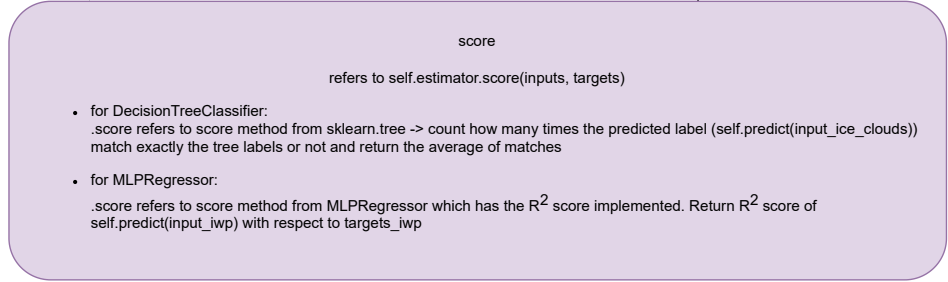 score
refers to self.estimator.score(inputs, targets)
• for DecisionTreeClassifier:
.score refers to score method from sklearn.tree -> count how many times the predicted label (self.predict(input_ice_clouds))
match exactly the tree labels or not and return the average of matches
• for MLPRegressor:
.score refers to score method from MLPRegressor which has the R² score implemented. Return R² score of
self.predict(input_iwp) with respect to targets_iwp